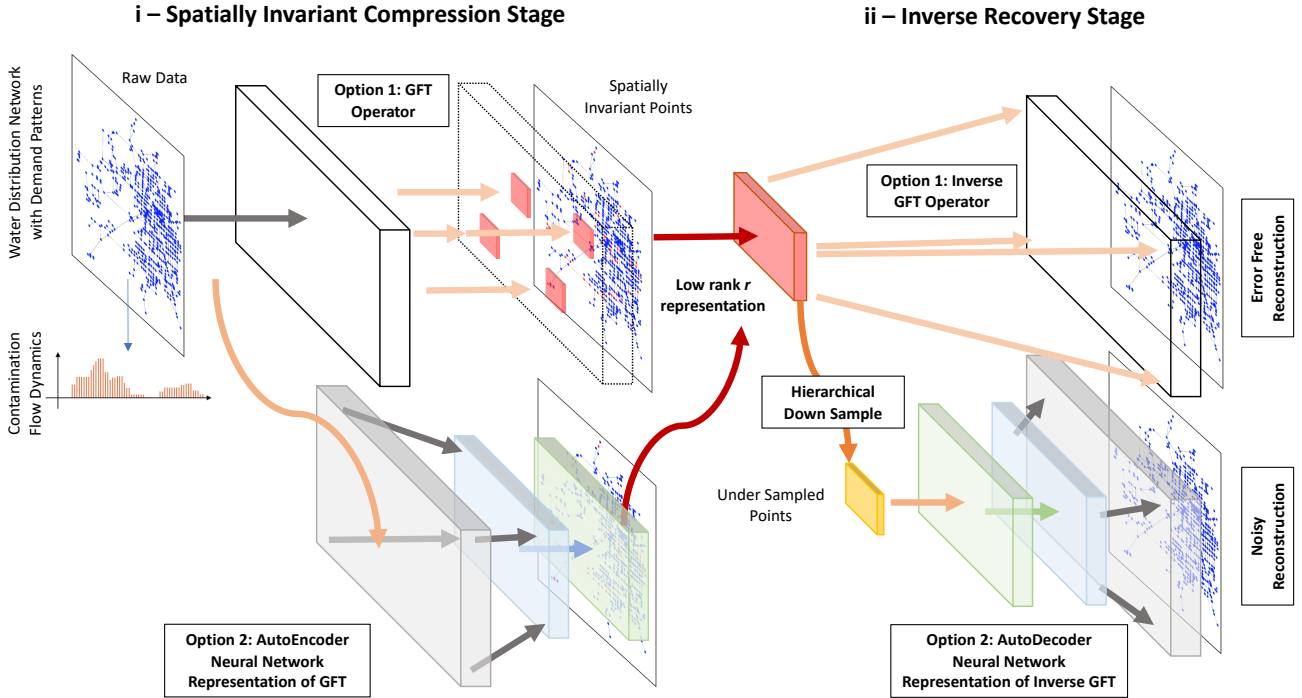 i – Spatially Invariant Compression Stage
ii – Inverse Recovery Stage
Water Distribution Network
with Demand Patterns
Raw Data
Option 1: GFT
Operator
Spatially
Invariant Points
Option 1: Inverse
GFT Operator
Error Free
Reconstruction
Low rank r
representation
Contamination
Flow Dynamics
Hierarchical
Down Sample
Under Sampled
Points
Noisy
Reconstruction
Option 2: AutoEncoder
Neural Network
Representation of GFT
Option 2: AutoDecoder
Neural Network
Representation of Inverse GFT